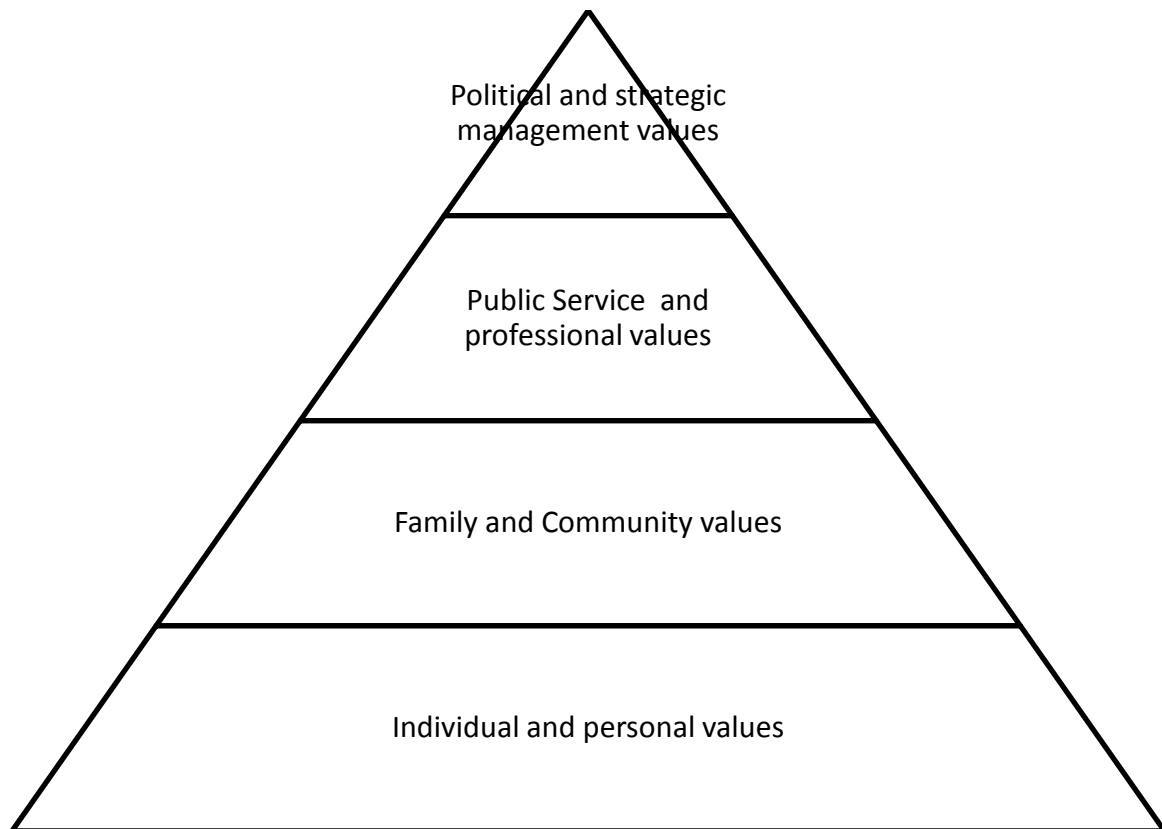 Political and strategic
management values
Public Service  and
professional values
Family and Community values
Individual and personal values